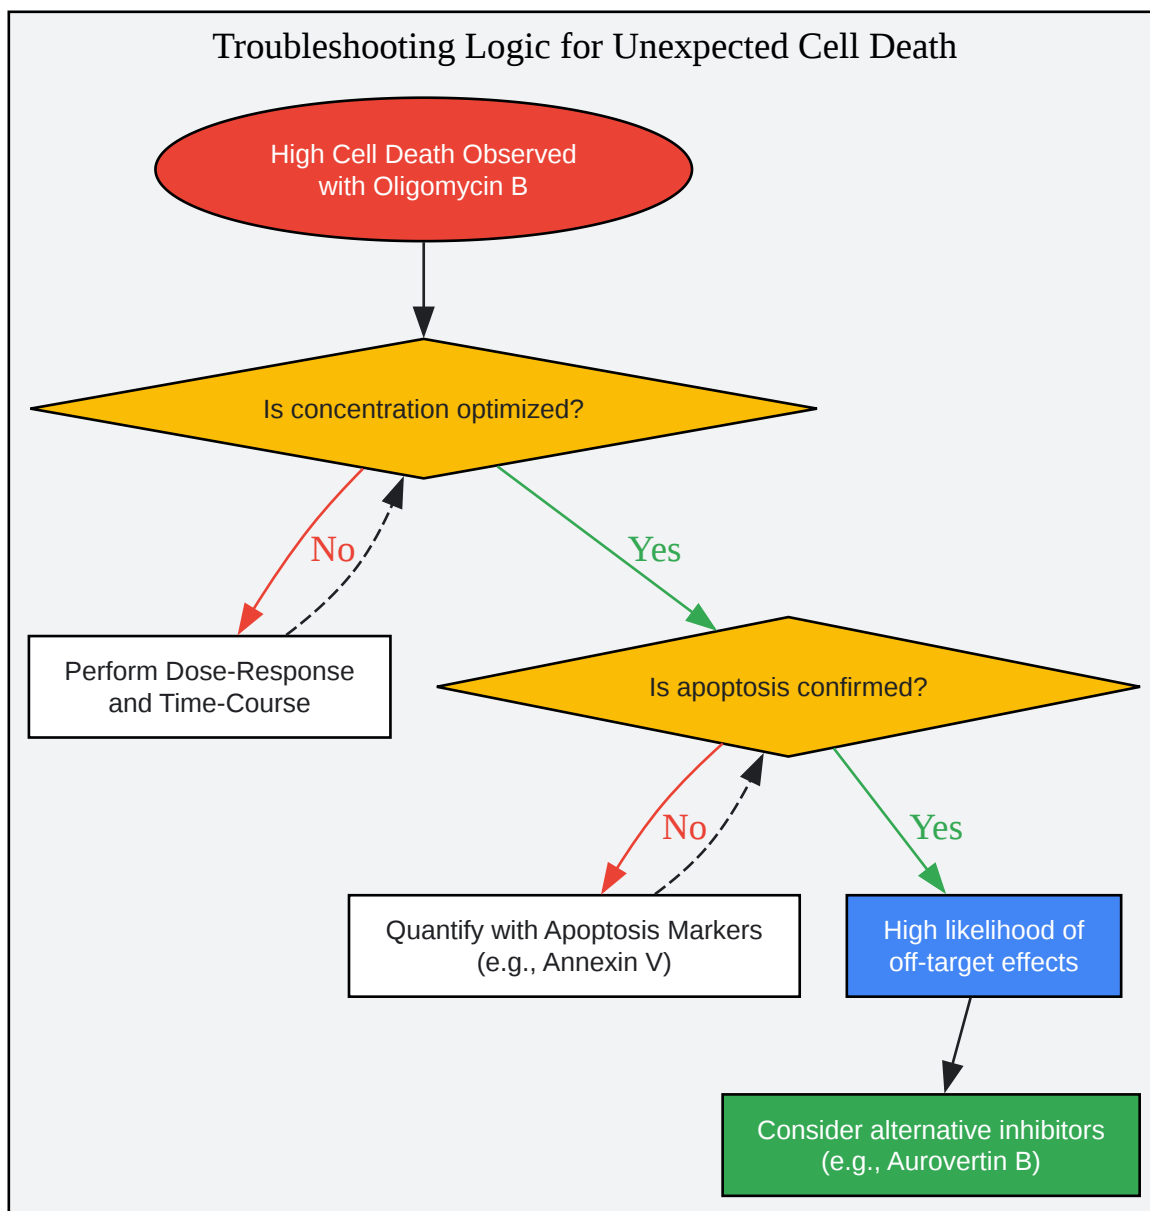 Troubleshooting Logic for Unexpected Cell Death
High Cell Death Observed
with Oligomycin B
Is concentration optimized?
No
Yes
Perform Dose-Response
and Time-Course
Is apoptosis confirmed?
No
Yes
Quantify with Apoptosis Markers
(e.g., Annexin V)
High likelihood of
off-target effects
Consider alternative inhibitors
(e.g., Aurovertin B)